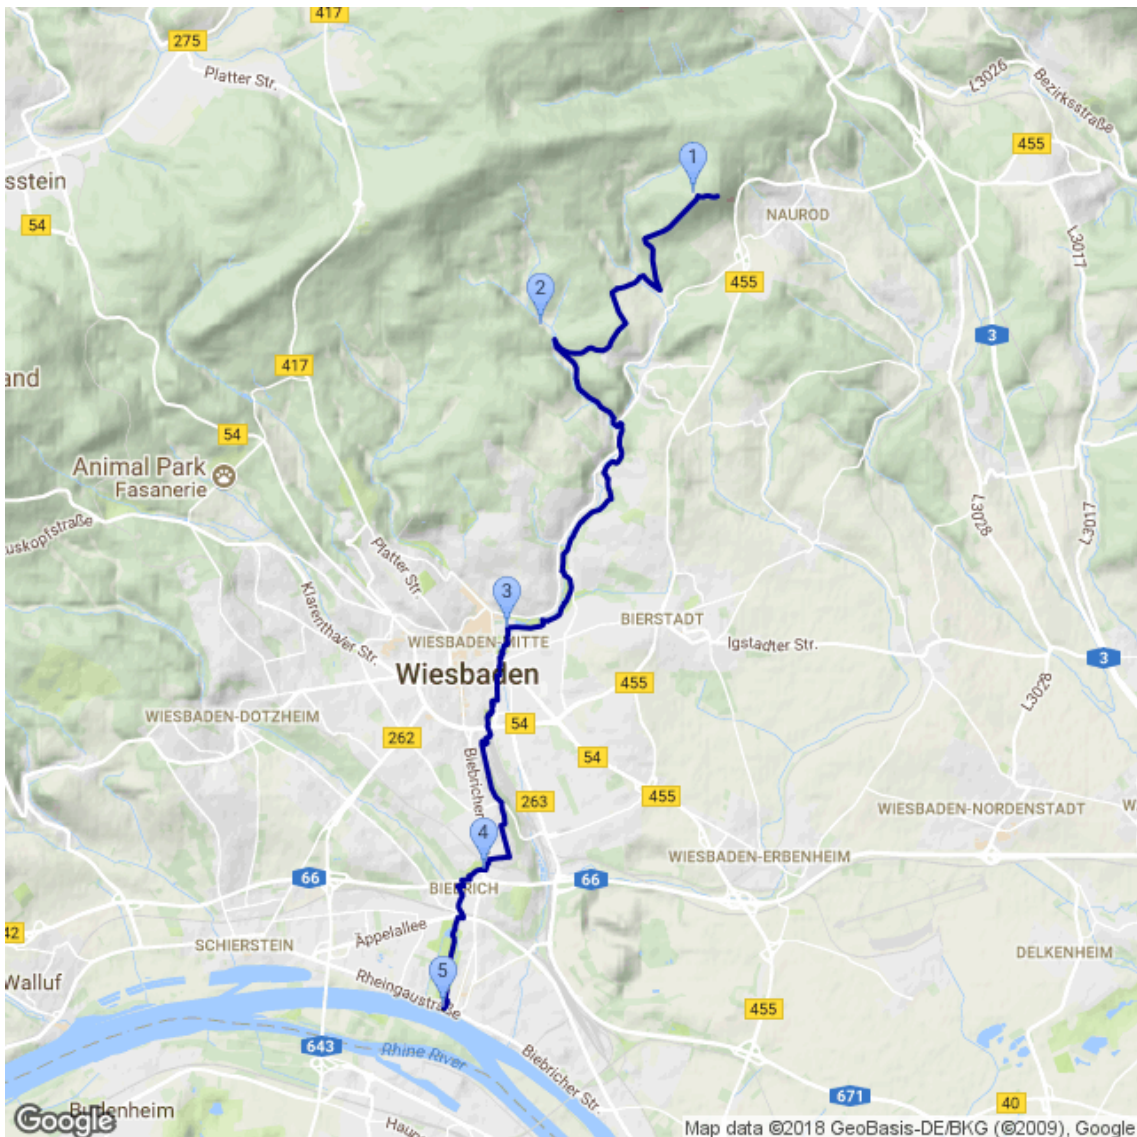 417
275
Platter Str.
L3026
Bezirksstraße
455
1
sstein
NAUROD
54
L3017
455
2
3
417
and
54
Animal Park
Fasanerie
L3028
L3017
uskopfstraße
Platter Str
Klarenthaler Str.
3
BIERSTADT
WIESBADEN-MITTE
Igstadter Str.
3
Wiesbaden
455
L3028
WIESBADEN-DOTZHEIM
54
262
54
Biebricher
263
455
WIESBADEN-NORDENSTADT
W
4
WIESBADEN-ERBENHEIM
66
BIEBRICH
66
42
Äppelallee
SCHIERSTEIN
DELKENHEIM
5
Walluf
Rheingaustraße
455
643
Rhine River
Biebricher Str.
671
40
Budenheim
Google
Map data ©2018 GeoBasis-DE/BKG (©2009), Google